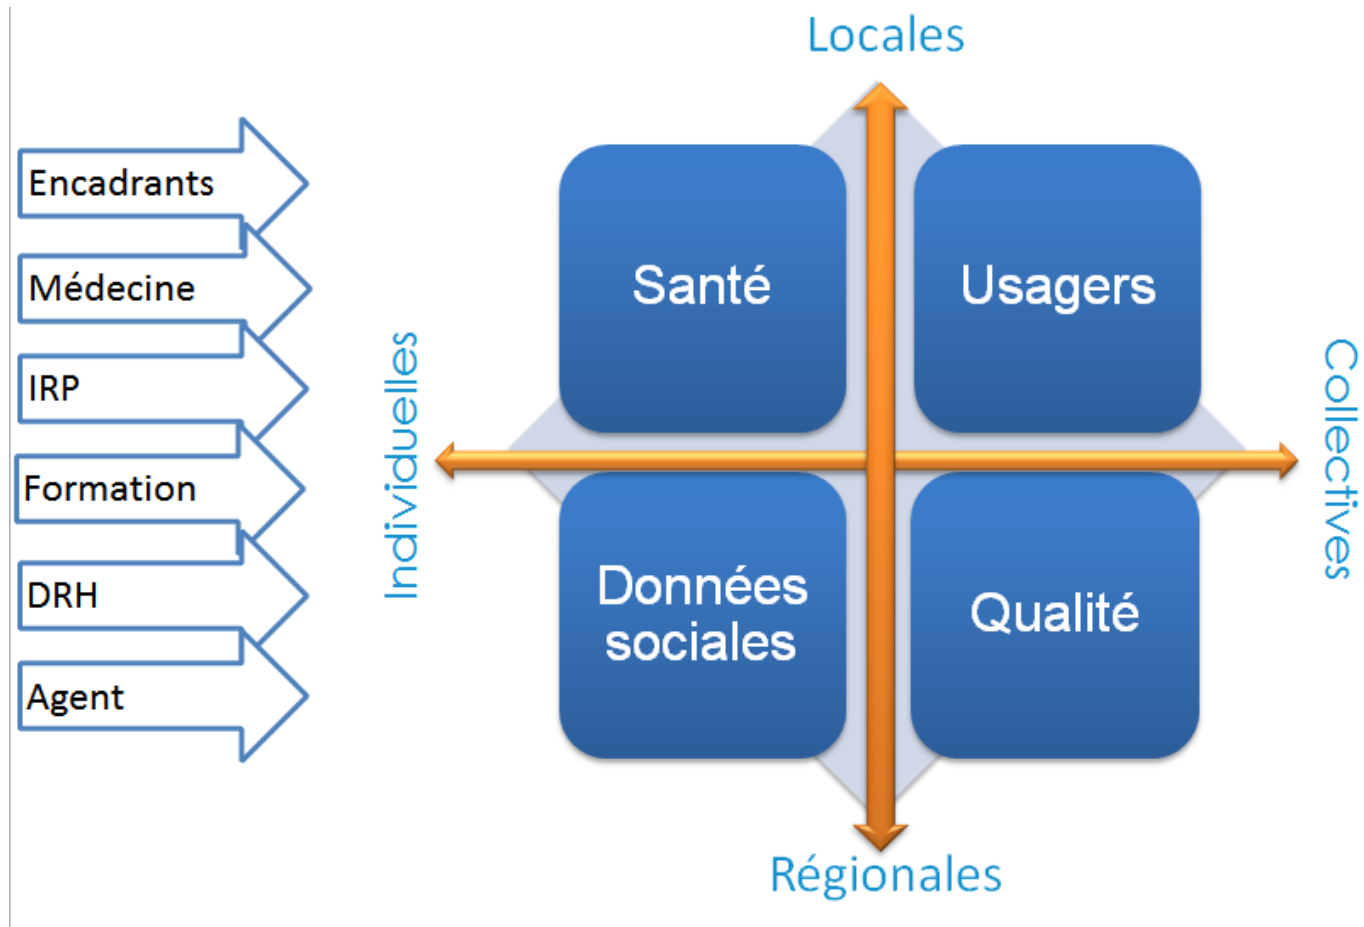 Locales
Encadrants
Médecine
IRP
Formation
DRH
Agent
Individuelles
Santé
Usagers
Données
sociales
Qualité
Collectives
Régionales